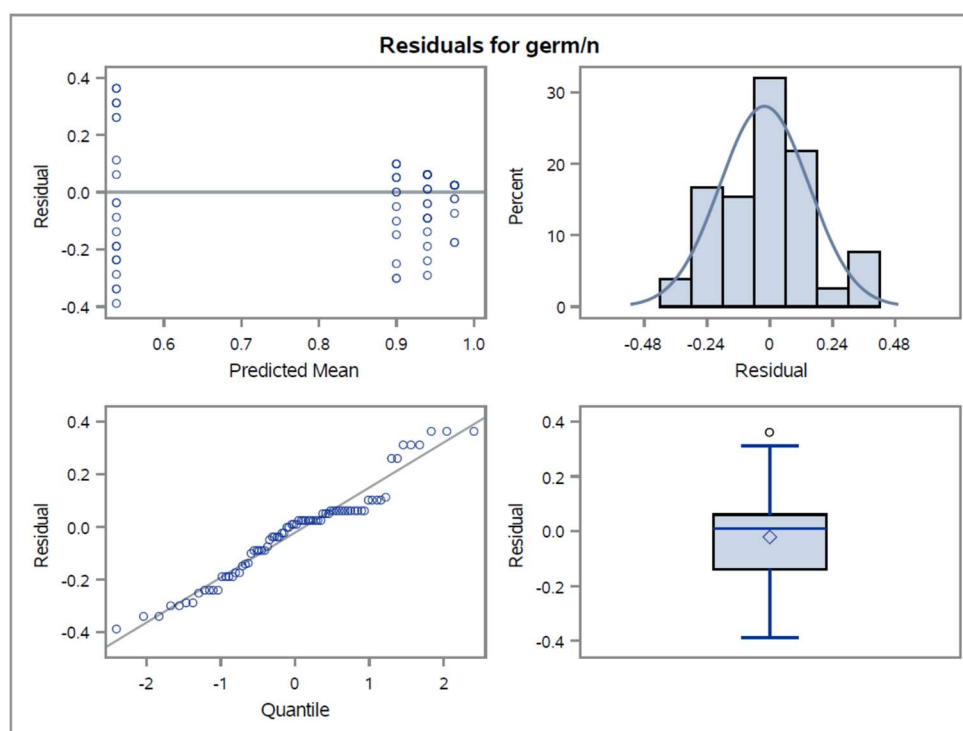 Residuals for germ/n
0.4
0.2
0.0
-0.2
-0.4
Residual
0.6 0.7 0.8 0.9 1.0
Predicted Mean
30
20
10
0
Percent
-0.48 -0.24 0 0.24 0.48
Residual
0.4
0.2
0.0
-0.2
-0.4
Residual
-2 -1 0 1 2
Quantile
0.4
0.2
0.0
-0.2
-0.4
Residual